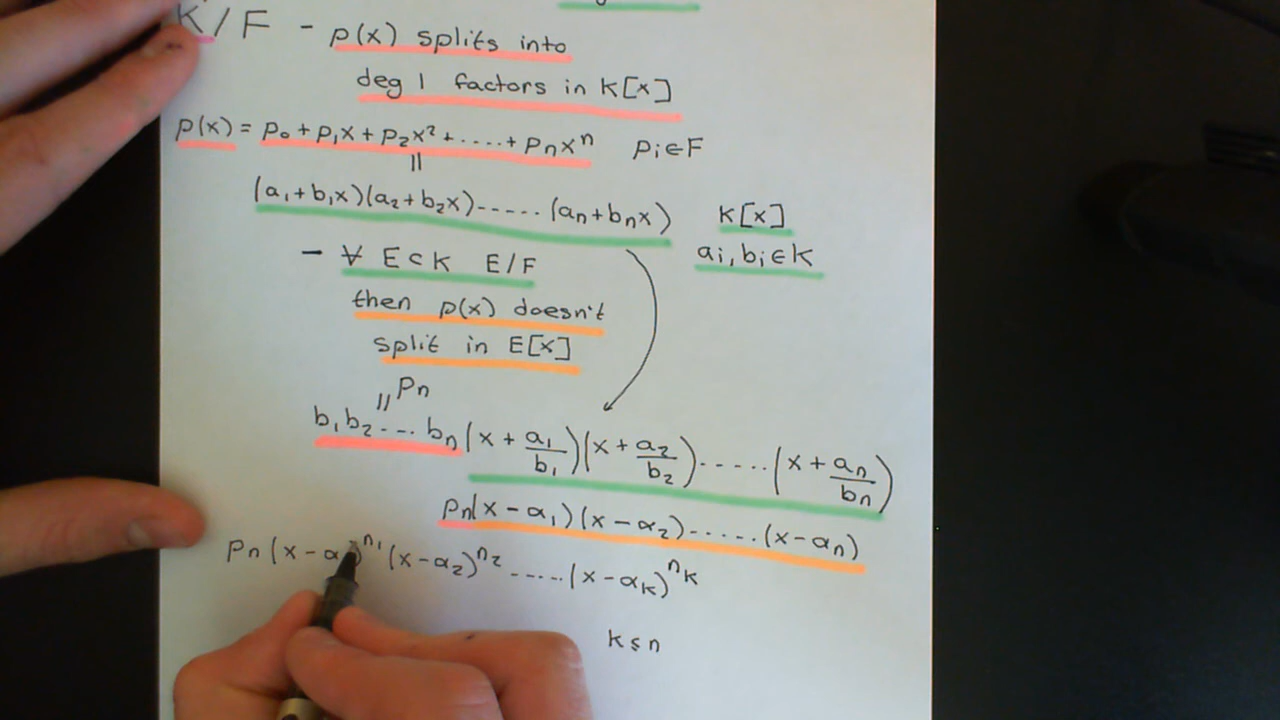 K/F - p(x) splits into
deg 1 factors in K[x]
p(x) = p₀ + p₁x + p₂x² + ..... + pₙxⁿ pᵢ∈F
=
(a₁+b₁x)(a₂+b₂x)..... (aₙ+bₙx) K[x]
aᵢ,bᵢ∈K
- ∀ E⊂K E/F
then p(x) doesn't
split in E[x]
= pₙ
b₁b₂....bₙ(x + a₁/b₁)(x + a₂/b₂).....(x + aₙ/bₙ)
pₙ(x-α₁)(x-α₂).....(x-αₙ)
pₙ(x-α)ⁿ¹(x-α₂)ⁿ².....(x-αₖ)ⁿᵏ
k≤n